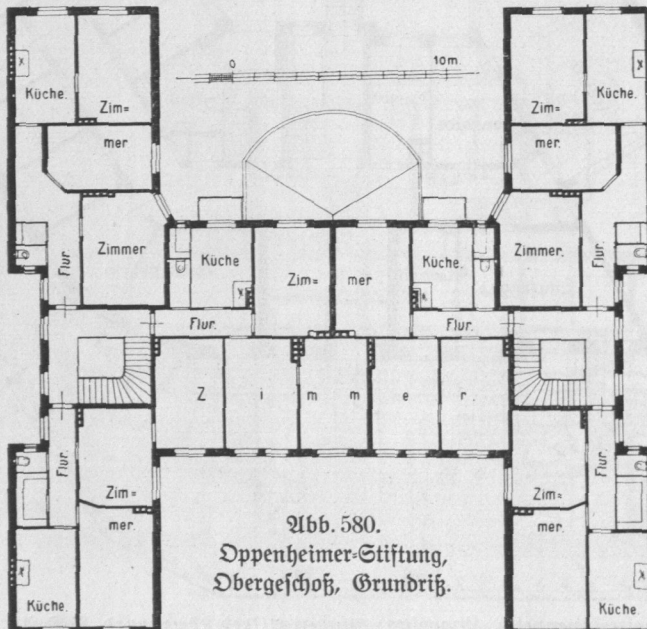 0 10 m.
Küche. Zim= Zim= Küche.
mer. mer.
Flur. Zimmer Küche Zim= mer Küche. Zimmer. Flur.
Flur. Flur.
Z i m m e r.
Flur. Zim= Zim= Flur.
mer. mer.
Küche. Küche.
Abb. 580.
Oppenheimer=Stiftung,
Obergeſchoß, Grundriß.